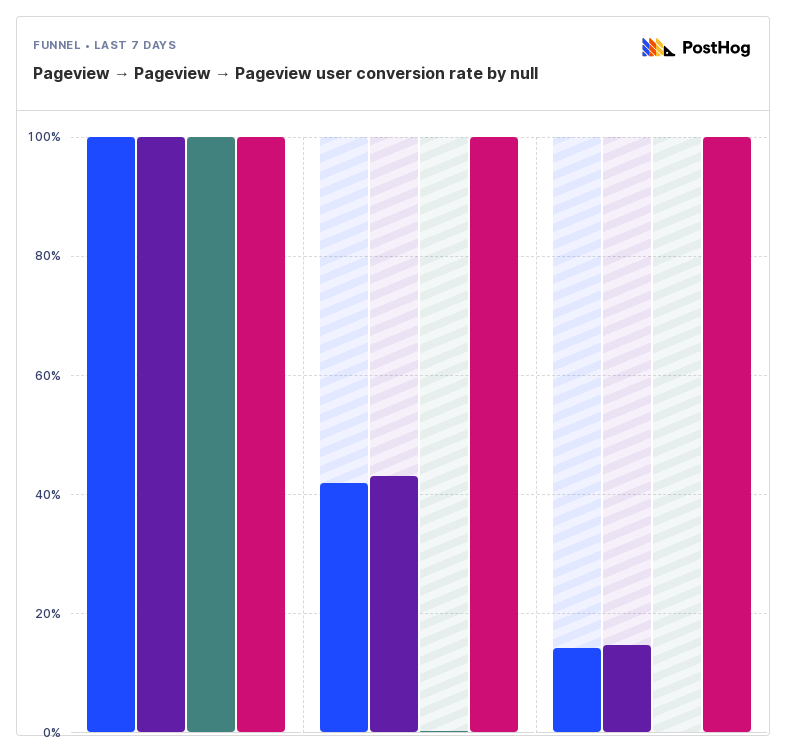 FUNNEL • LAST 7 DAYS
PostHog
Pageview → Pageview → Pageview user conversion rate by null
100%
80%
60%
40%
20%
0%